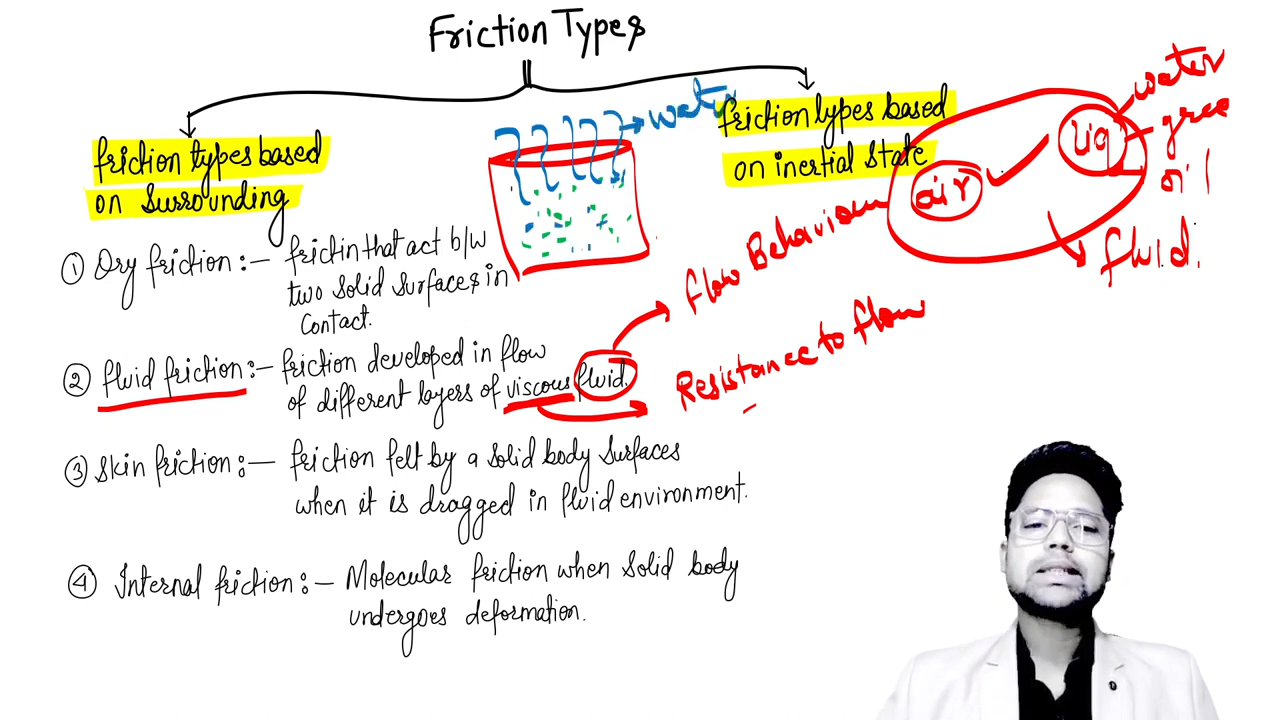 Friction Types
friction types based
on Surrounding
friction types based
on inertial state
water
① Dry friction :— frictin that act b/w
two solid surfaces in
Contact.
② fluid friction :— friction developed in flow
of different layers of viscous fluid.
③ Skin friction :— friction felt by a solid body surfaces
when it is dragged in fluid environment.
④ Internal friction :— Molecular friction when solid body
undergoes deformation.
flow Behaviour
Resistance to flow
air
Liq
water
oil
fluid.